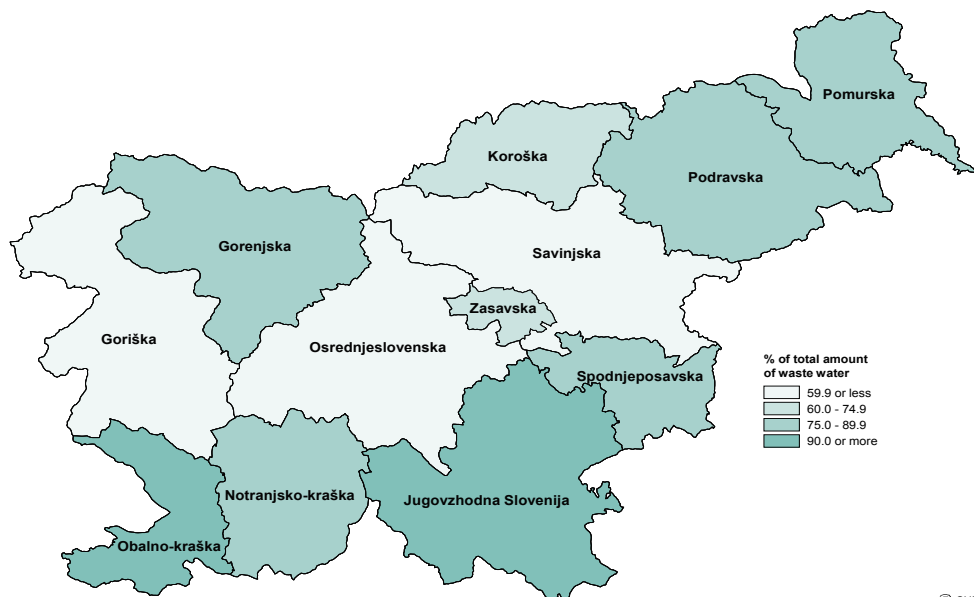 Pomurska
Koroška
Podravska
Gorenjska
Savinjska
Zasavska
Goriška
Osrednjeslovenska
Spodnjeposavska
% of total amount
of waste water
59.9 or less
60.0 - 74.9
75.0 - 89.9
90.0 or more
Notranjsko-kraška
Jugovzhodna Slovenija
Obalno-kraška